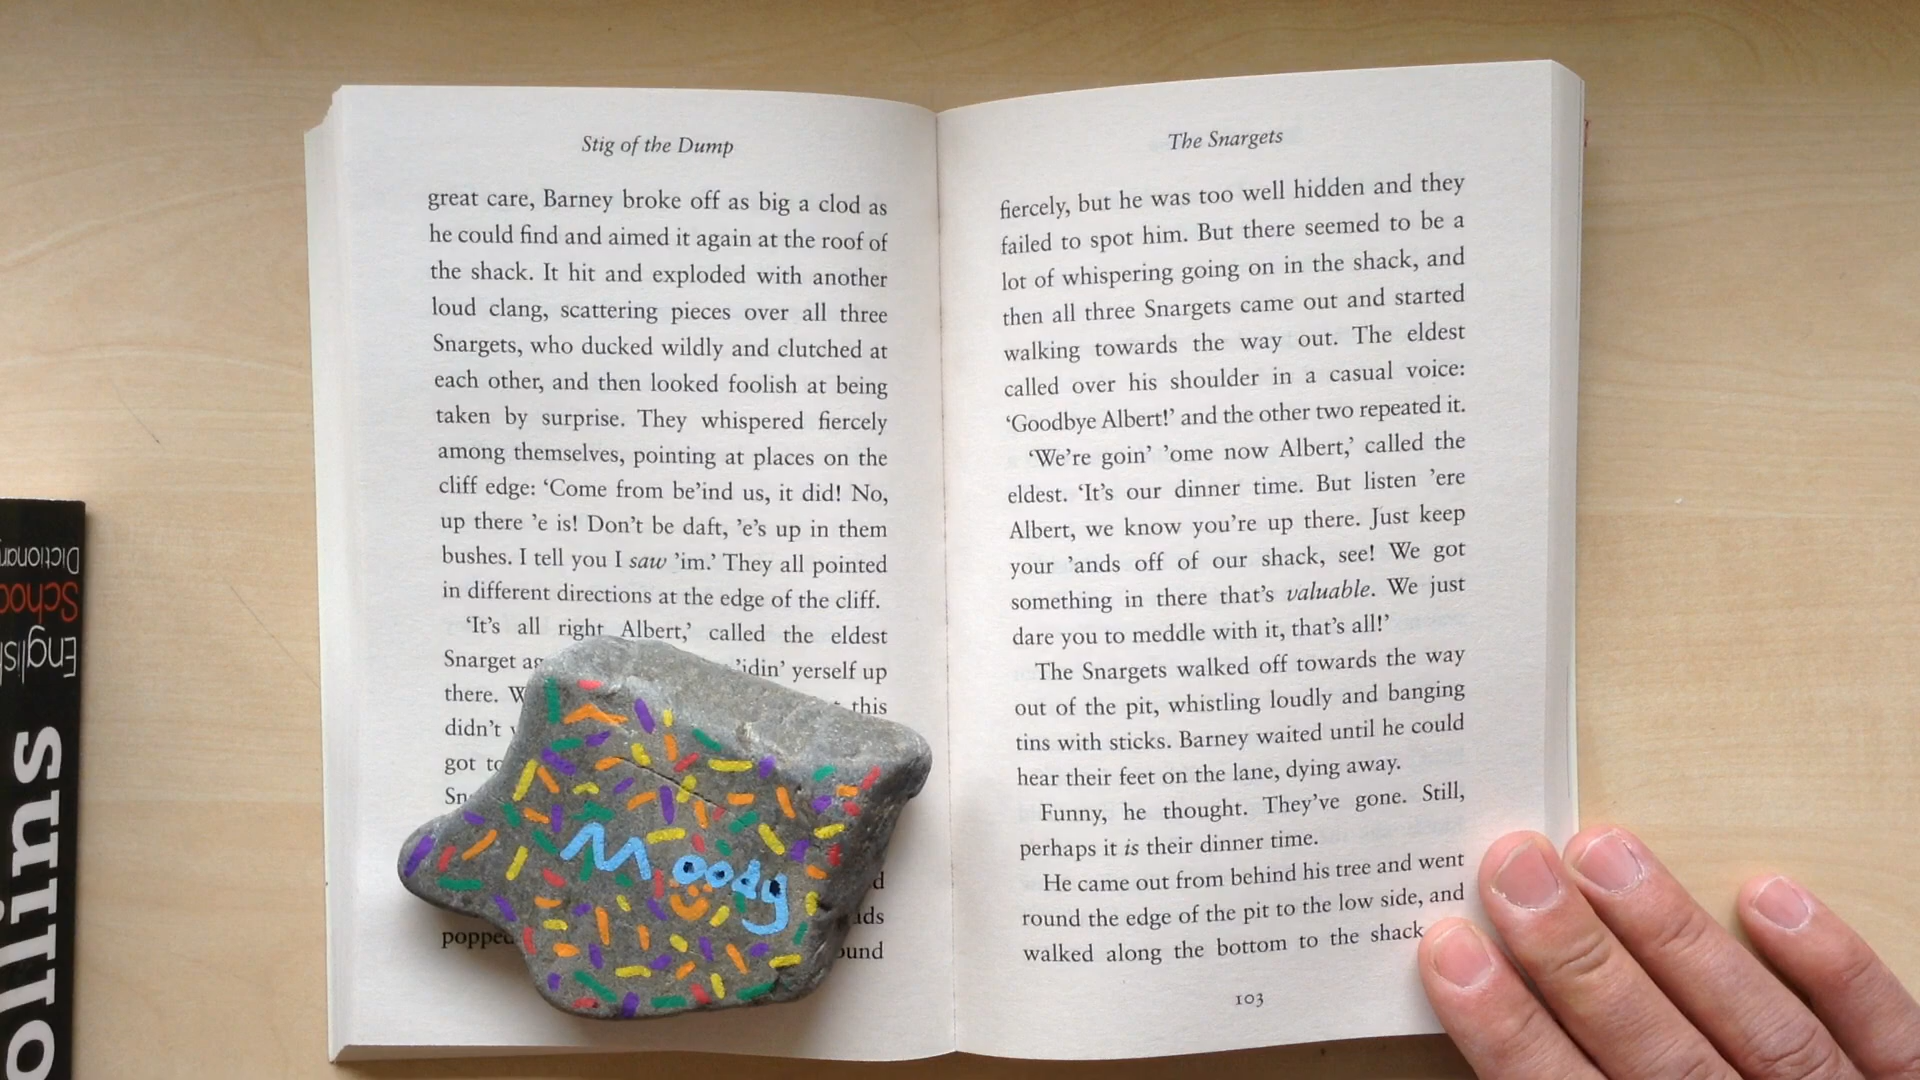 Stig of the Dump
great care, Barney broke off as big a clod as
he could find and aimed it again at the roof of
the shack. It hit and exploded with another
loud clang, scattering pieces over all three
Snargets, who ducked wildly and clutched at
each other, and then looked foolish at being
taken by surprise. They whispered fiercely
among themselves, pointing at places on the
cliff edge: ‘Come from be’ind us, it did! No,
up there ’e is! Don’t be daft, ’e’s up in them
bushes. I tell you I saw ’im.’ They all pointed
in different directions at the edge of the cliff.
‘It’s all right Albert,’ called the eldest
Snarget ’idin’ yerself up
there. this
didn’t
got
popped
The Snargets
fiercely, but he was too well hidden and they
failed to spot him. But there seemed to be a
lot of whispering going on in the shack, and
then all three Snargets came out and started
walking towards the way out. The eldest
called over his shoulder in a casual voice:
‘Goodbye Albert!’ and the other two repeated it.
‘We’re goin’ ’ome now Albert,’ called the
eldest. ‘It’s our dinner time. But listen ’ere
Albert, we know you’re up there. Just keep
your ’ands off of our shack, see! We got
something in there that’s valuable. We just
dare you to meddle with it, that’s all!’
The Snargets walked off towards the way
out of the pit, whistling loudly and banging
tins with sticks. Barney waited until he could
hear their feet on the lane, dying away.
Funny, he thought. They’ve gone. Still,
perhaps it is their dinner time.
He came out from behind his tree and went
round the edge of the pit to the low side, and
walked along the bottom to the shack
103
Moody
ollins
English
School
Dictionary